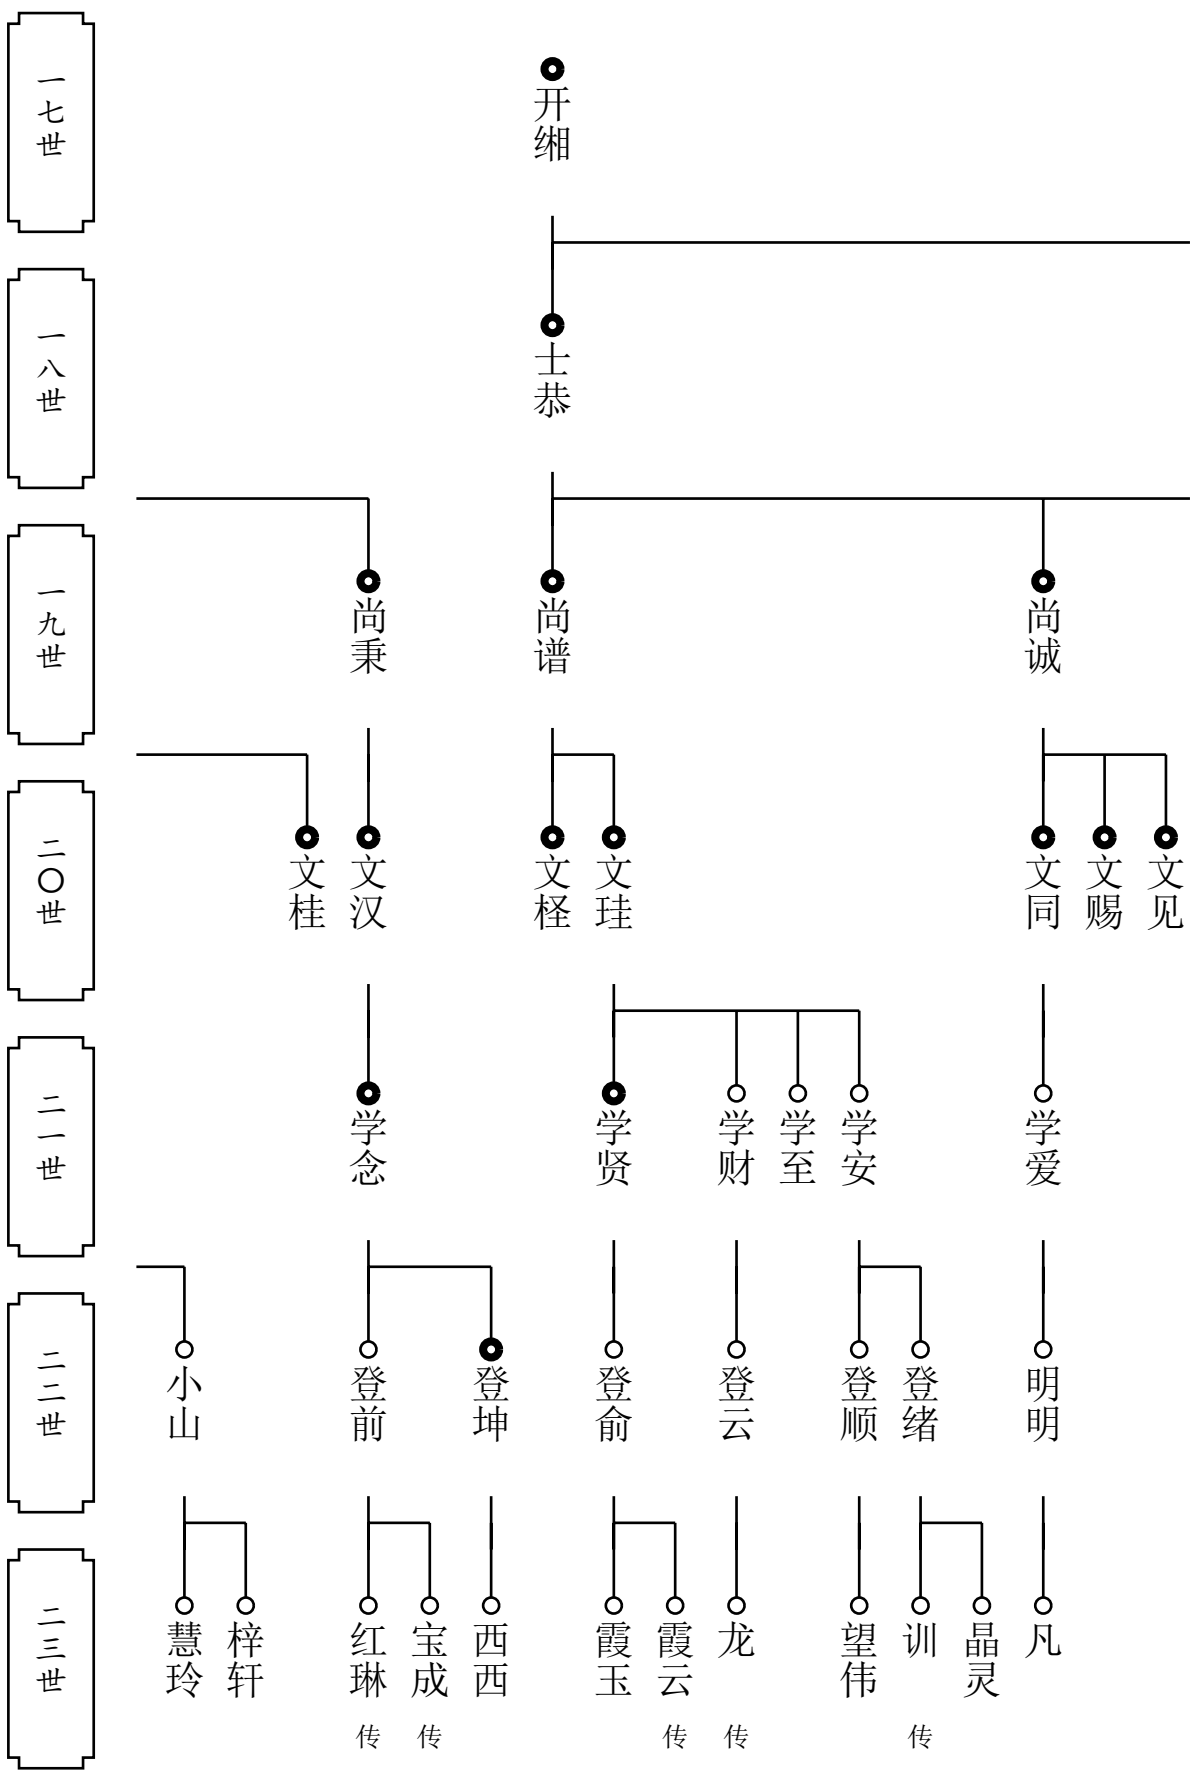 一七世
开缃
一八世
士恭
一九世
尚秉
尚谱
尚诚
二〇世
文桂
文汉
文柽
文珪
文同
文赐
文见
二一世
学念
学贤
学财
学至
学安
学爱
二二世
小山
登前
登坤
登俞
登云
登顺
登绪
明明
二三世
慧玲
梓轩
红琳
传
宝成
传
西西
霞玉
霞云
传
龙
传
望伟
训
传
晶灵
凡